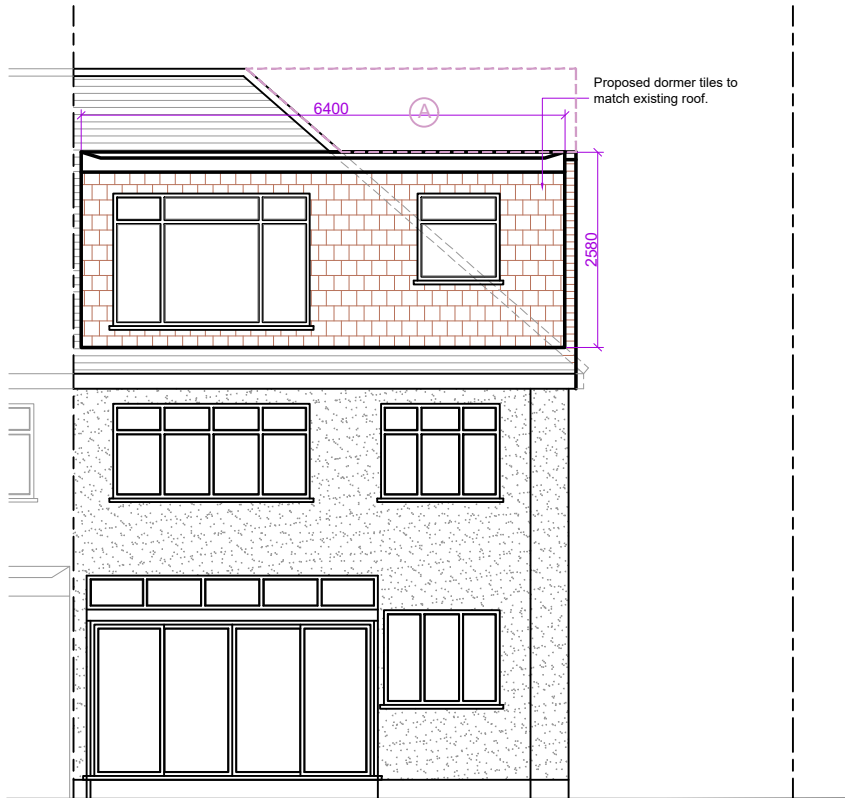 Proposed dormer tiles to
match existing roof.
6400
A
2580